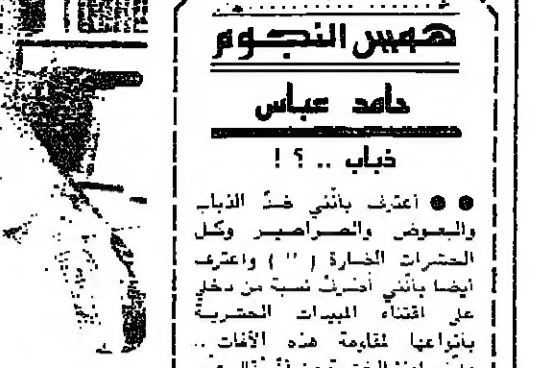 همس النجوم
حامد عباس
ذباب .. ؟ !
●● أعترف بأنني ضدّ الذباب
والبعوض والصراصير وكل
الحشرات الضارة ( '' ) واعترف
ايضا بأنني أصرفُ نسبة من دخلي
على اقتناء المبيدات الحشرية
بأنواعها لمقاومة هذه الآفات ..